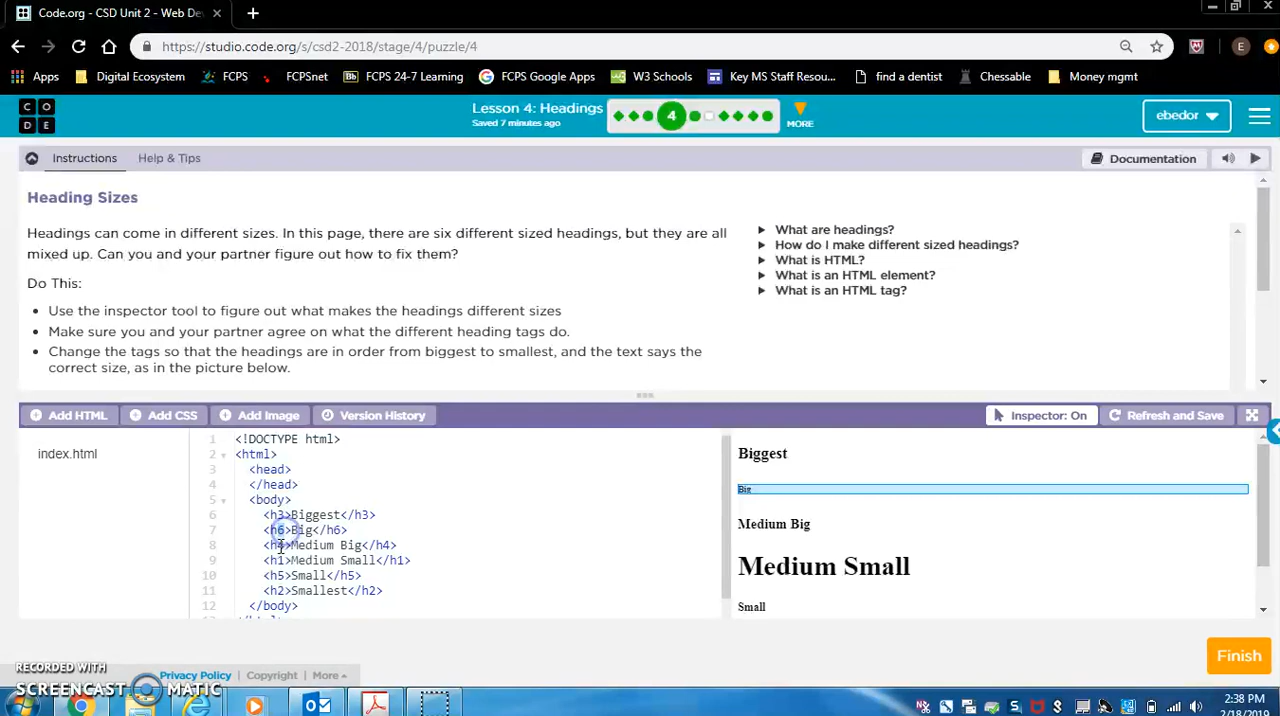 Code.org - CSD Unit 2 - Web De
https://studio.code.org/s/csd2-2018/stage/4/puzzle/4
E
Apps
Digital Ecosystem
FCPS
FCPSnet
Bb FCPS 24-7 Learning
FCPS Google Apps
W3 Schools
Key MS Staff Resou...
find a dentist
Chessable
Money mgmt
C O
D E
Lesson 4: Headings
Saved 7 minutes ago
4
MORE
ebedor
Instructions
Help & Tips
Documentation
Heading Sizes
Headings can come in different sizes. In this page, there are six different sized headings, but they are all
mixed up. Can you and your partner figure out how to fix them?
Do This:
Use the inspector tool to figure out what makes the headings different sizes
Make sure you and your partner agree on what the different heading tags do.
Change the tags so that the headings are in order from biggest to smallest, and the text says the
correct size, as in the picture below.
What are headings?
How do I make different sized headings?
What is HTML?
What is an HTML element?
What is an HTML tag?
Add HTML
Add CSS
Add Image
Version History
Inspector: On
Refresh and Save
index.html
1 <!DOCTYPE html>
2 <html>
3 <head>
4 </head>
5 <body>
6 <h3>Biggest</h3>
7 <h6>Big</h6>
8 <h4>Medium Big</h4>
9 <h1>Medium Small</h1>
10 <h5>Small</h5>
11 <h2>Smallest</h2>
12 </body>
Biggest
Big
Medium Big
Medium Small
Small
Finish
RECORDED WITH
SCREENCAST MATIC
Privacy Policy
Copyright
More
2:38 PM
2/18/2019